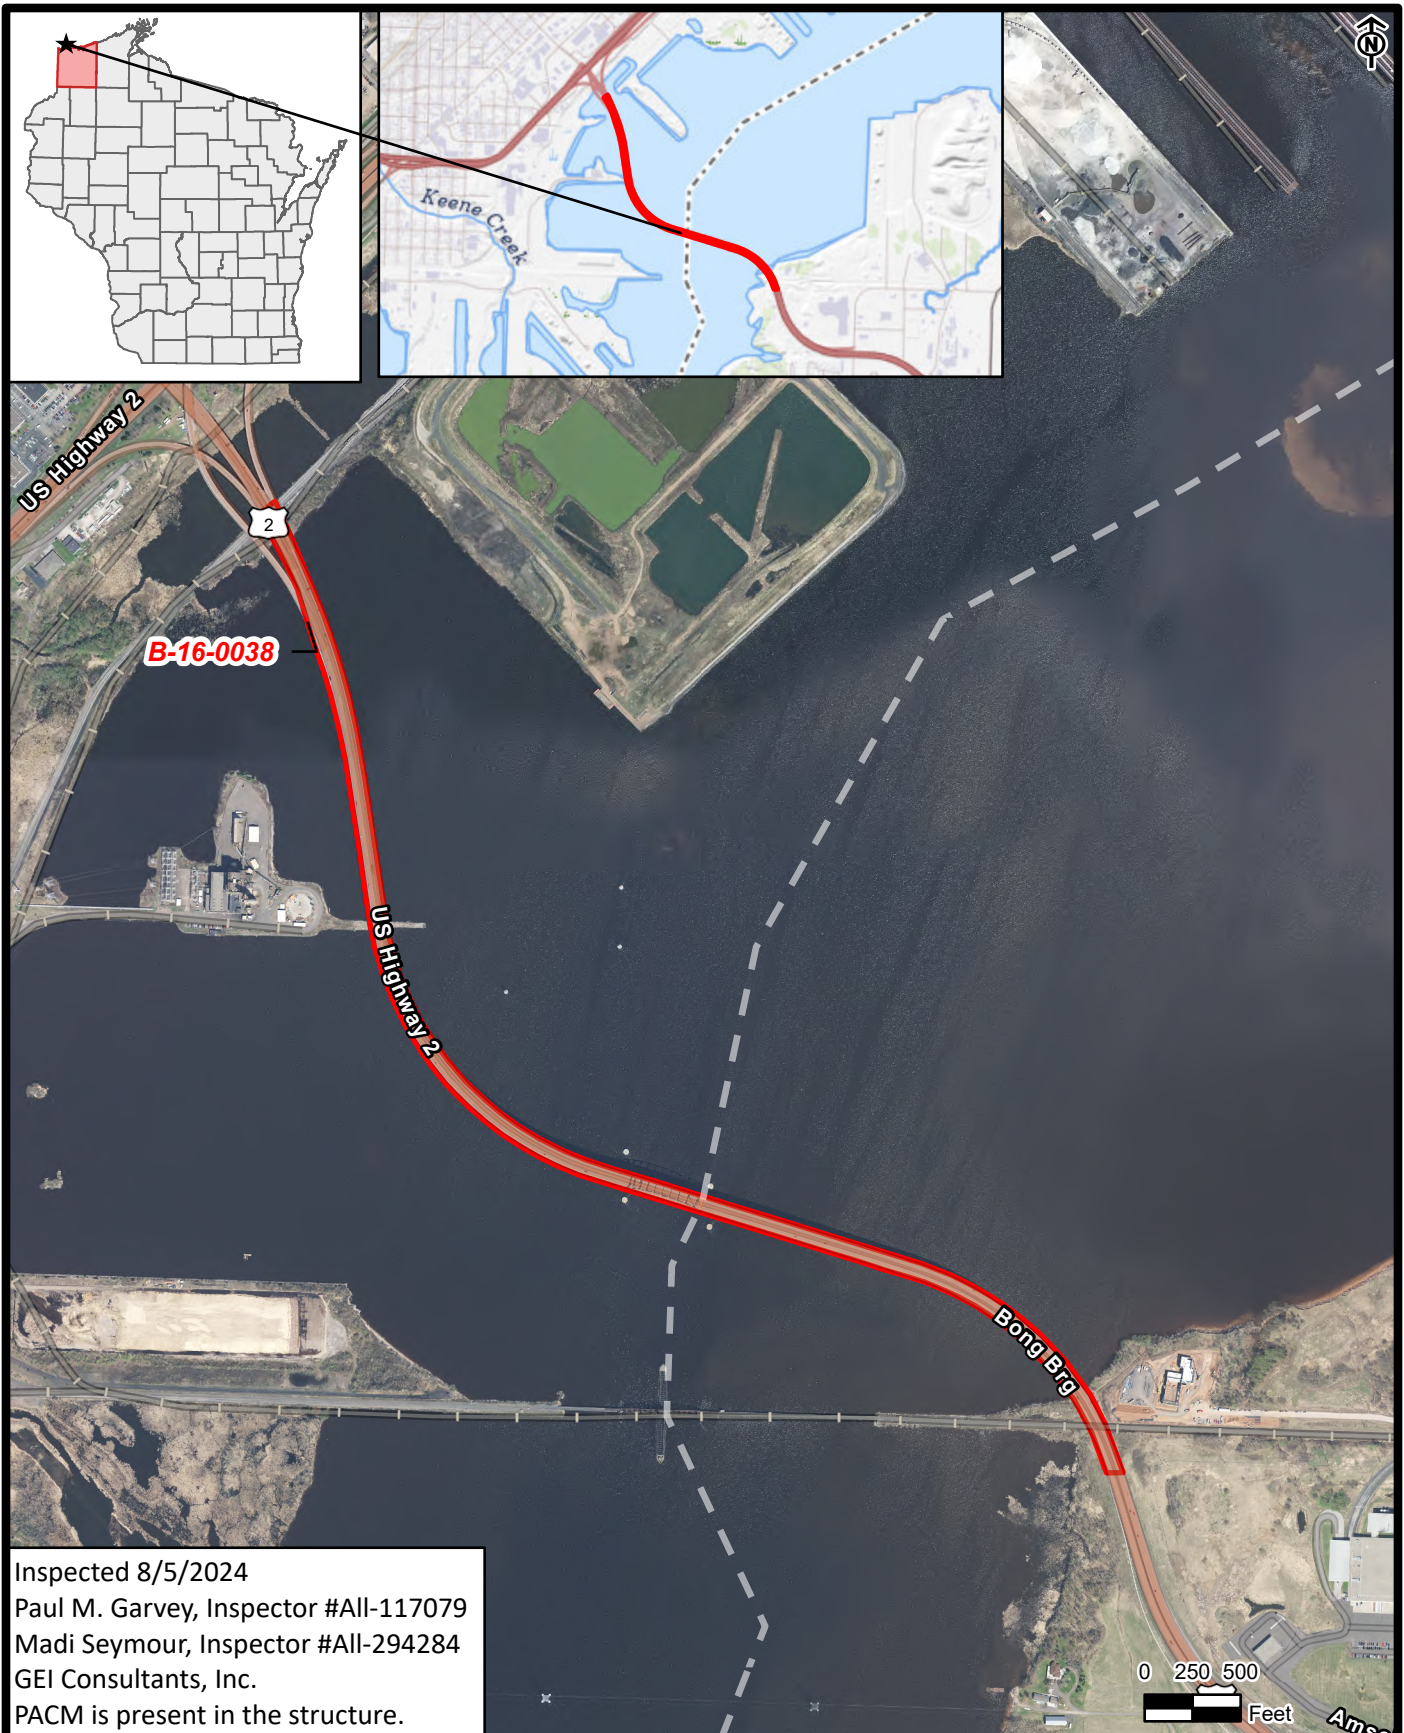 N
Keene Creek
US Highway 2
2
B-16-0038
US Highway 2
Bong Brg
Inspected 8/5/2024
Paul M. Garvey, Inspector #All-117079
Madi Seymour, Inspector #All-294284
GEI Consultants, Inc.
PACM is present in the structure.
0 250 500
Feet